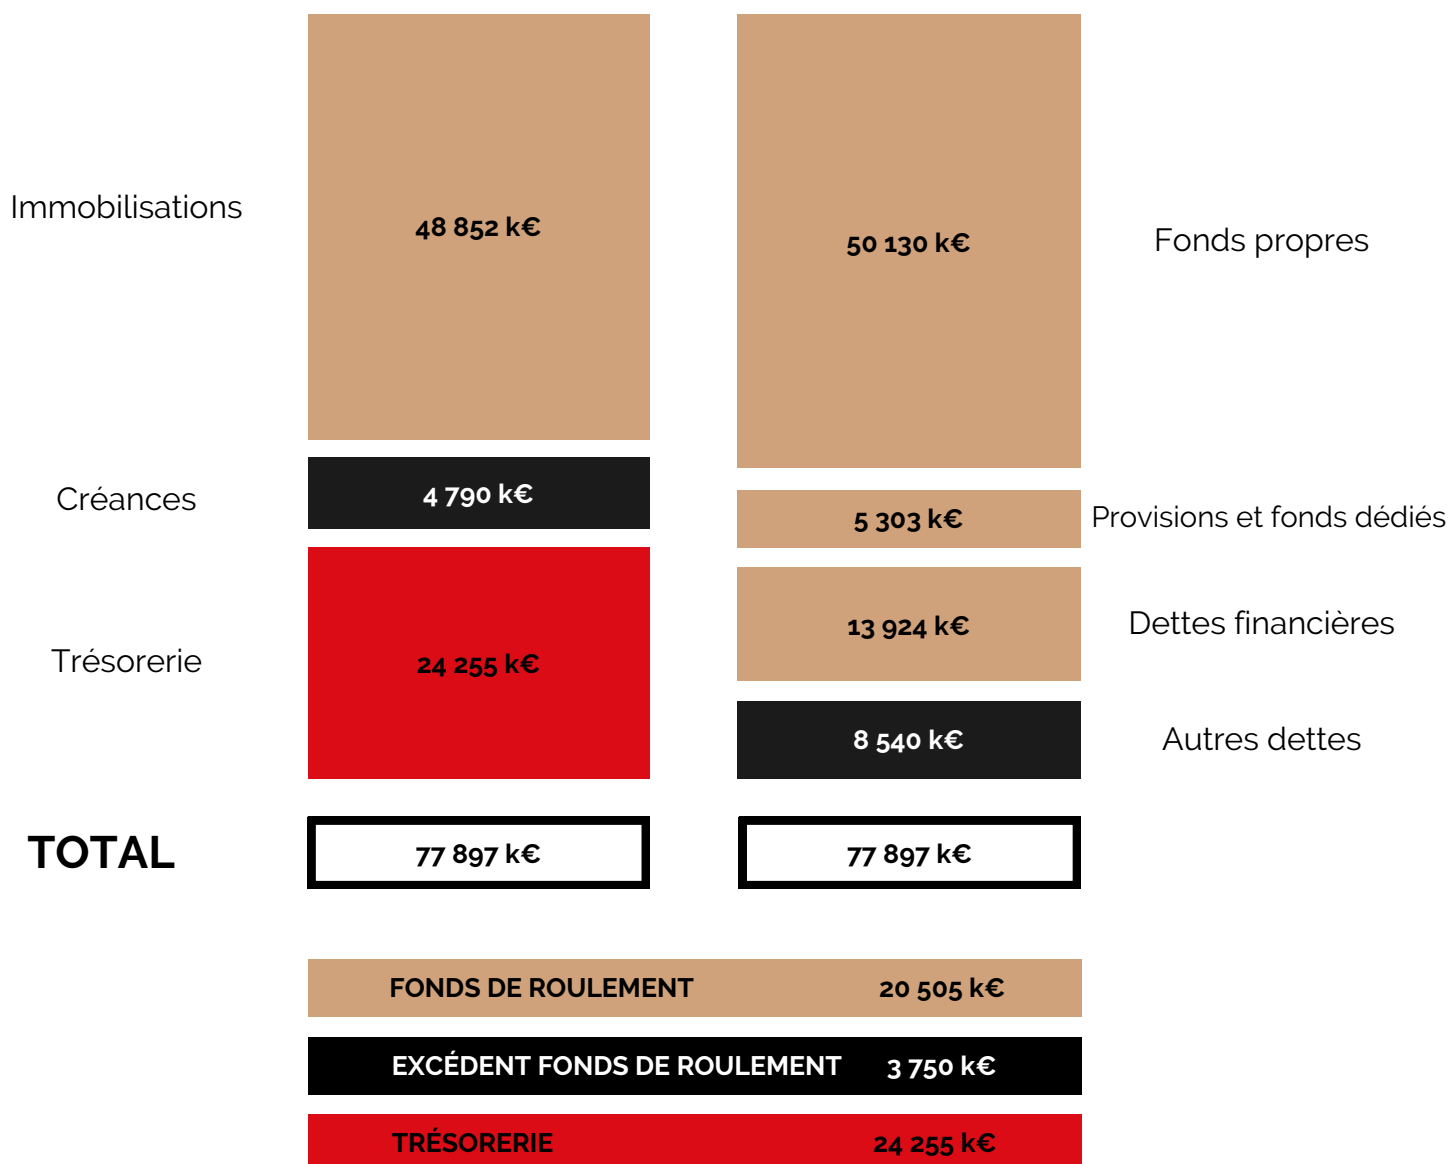 Immobilisations
48 852 k€
50 130 k€
Fonds propres
Créances
4 790 k€
5 303 k€
Provisions et fonds dédiés
Trésorerie
24 255 k€
13 924 k€
Dettes financières
8 540 k€
Autres dettes
TOTAL
77 897 k€
77 897 k€
FONDS DE ROULEMENT 20 505 k€
EXCÉDENT FONDS DE ROULEMENT 3 750 k€
TRÉSORERIE 24 255 k€